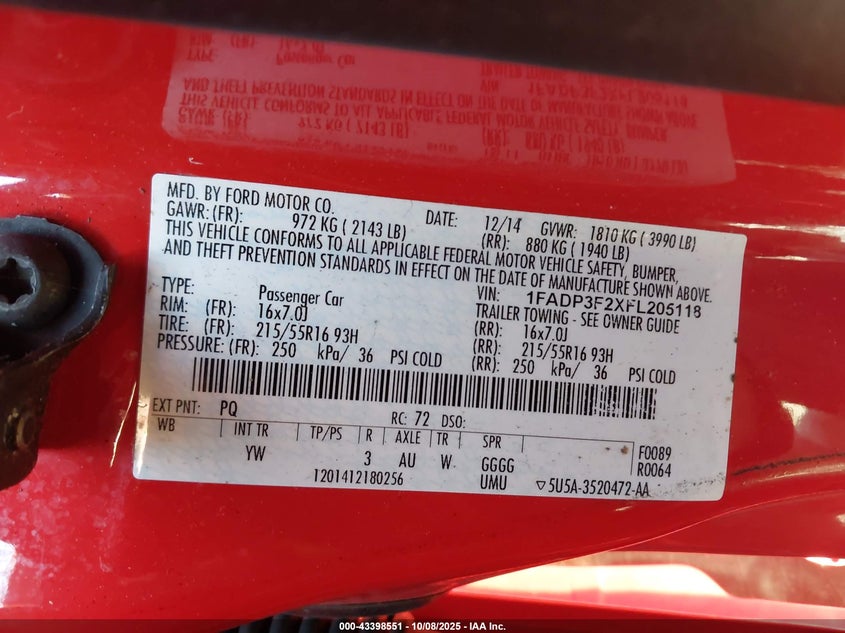 MFD. BY FORD MOTOR CO.
DATE: 12/14 GVWR: 1810 KG ( 3990 LB)
GAWR: (FR): 972 KG ( 2143 LB) (RR): 880 KG ( 1940 LB)
THIS VEHICLE CONFORMS TO ALL APPLICABLE FEDERAL MOTOR VEHICLE SAFETY, BUMPER,
AND THEFT PREVENTION STANDARDS IN EFFECT ON THE DATE OF MANUFACTURE SHOWN ABOVE.
VIN: 1FADP3F2XFL205118
TYPE: Passenger Car TRAILER TOWING - SEE OWNER GUIDE
RIM: (FR): 16x7.0J (RR): 16x7.0J
TIRE: (FR): 215/55R16 93H (RR): 215/55R16 93H
PRESSURE: (FR): 250 kPa/ 36 PSI COLD (RR): 250 kPa/ 36 PSI COLD
EXT PNT: PQ RC: 72 DSO:
WB INT TR TP/PS R AXLE TR SPR F0089
YW 3 AU W GGGG R0064
1201412180256 UMU ▽5U5A-3520472-AA
000-43398551 - 10/08/2025 - IAA Inc.